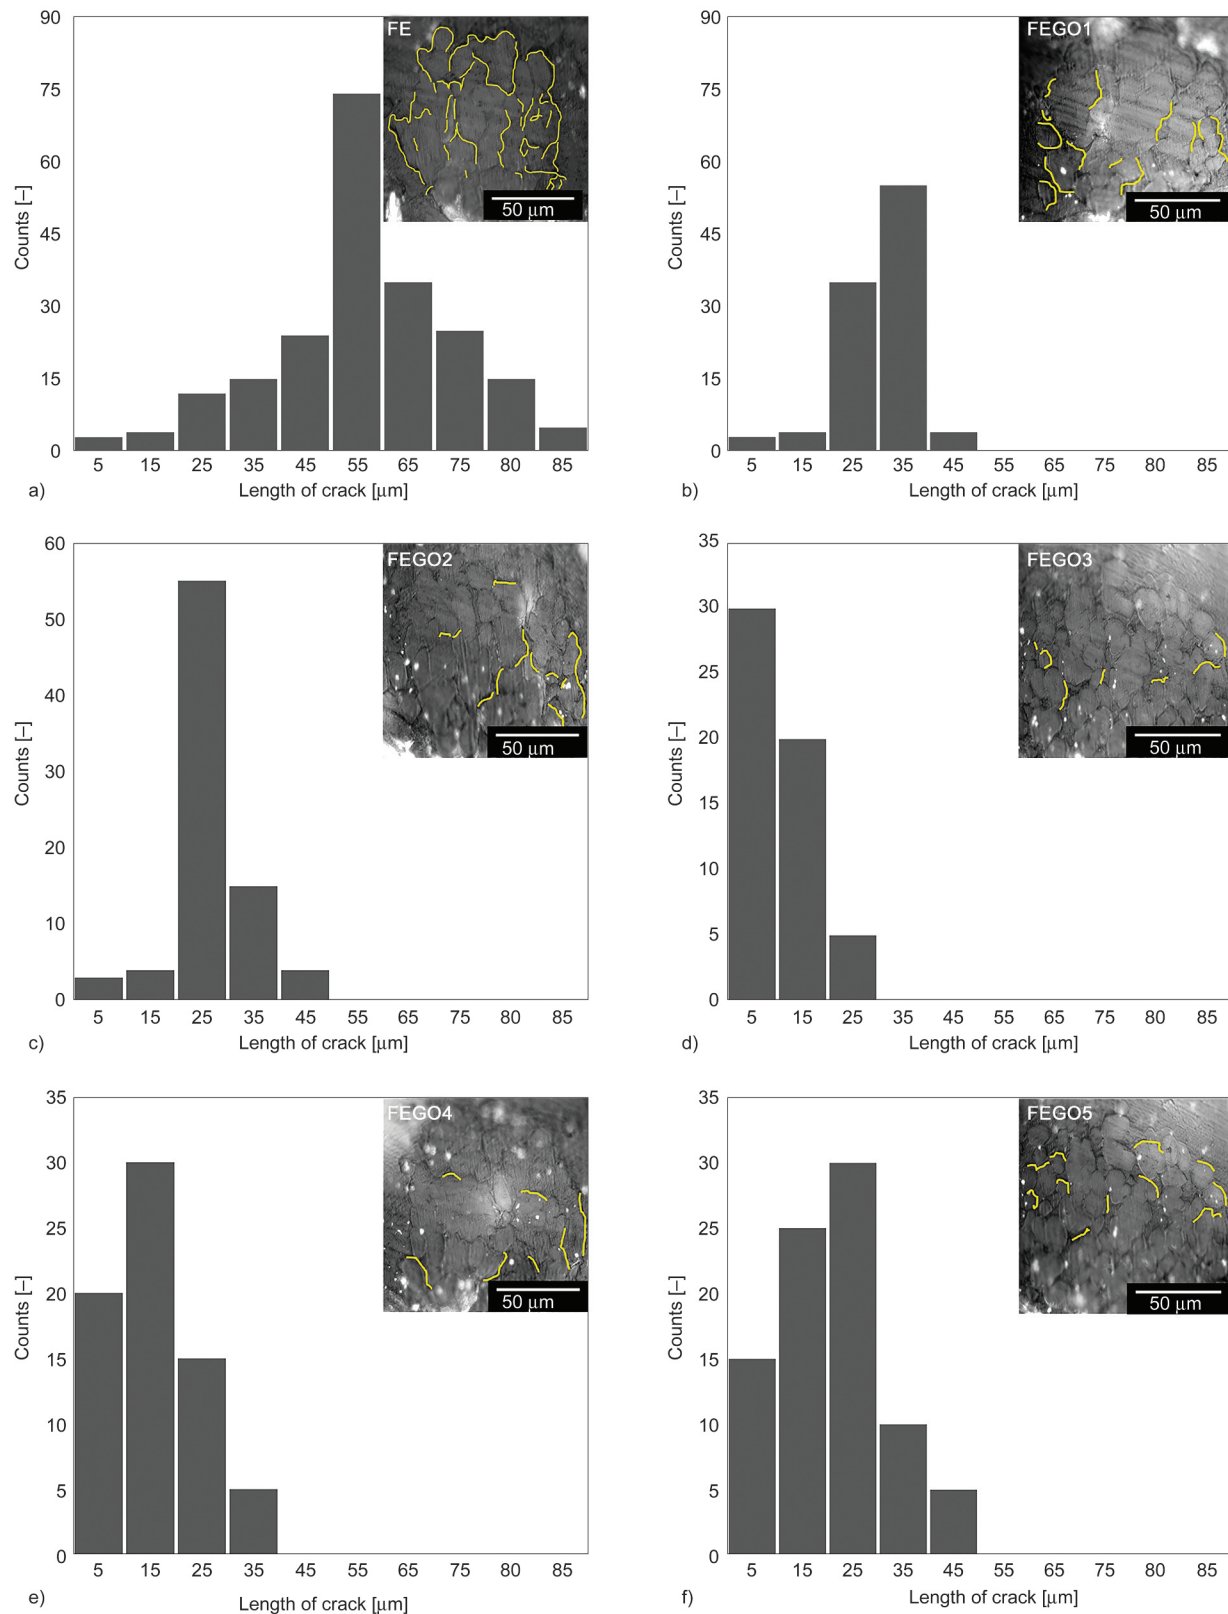 90
75
60
45
30
15
0
Counts [–]
FE
50 μm
5 15 25 35 45 55 65 75 80 85
a)
Length of crack [μm]
90
75
60
45
30
15
0
Counts [–]
FEGO1
50 μm
5 15 25 35 45 55 65 75 80 85
b)
Length of crack [μm]
60
50
40
30
20
10
0
Counts [–]
FEGO2
50 μm
5 15 25 35 45 55 65 75 85
c)
Length of crack [μm]
35
30
25
20
15
10
5
0
Counts [–]
FEGO3
50 μm
5 15 25 35 45 55 65 75 80 85
d)
Length of crack [μm]
35
30
25
20
15
10
5
0
Counts [–]
FEGO4
50 μm
5 15 25 35 45 55 65 75 85
e)
Length of crack [μm]
35
30
25
20
15
10
5
0
Counts [–]
FEGO5
50 μm
5 15 25 35 45 55 65 75 80 85
f)
Length of crack [μm]